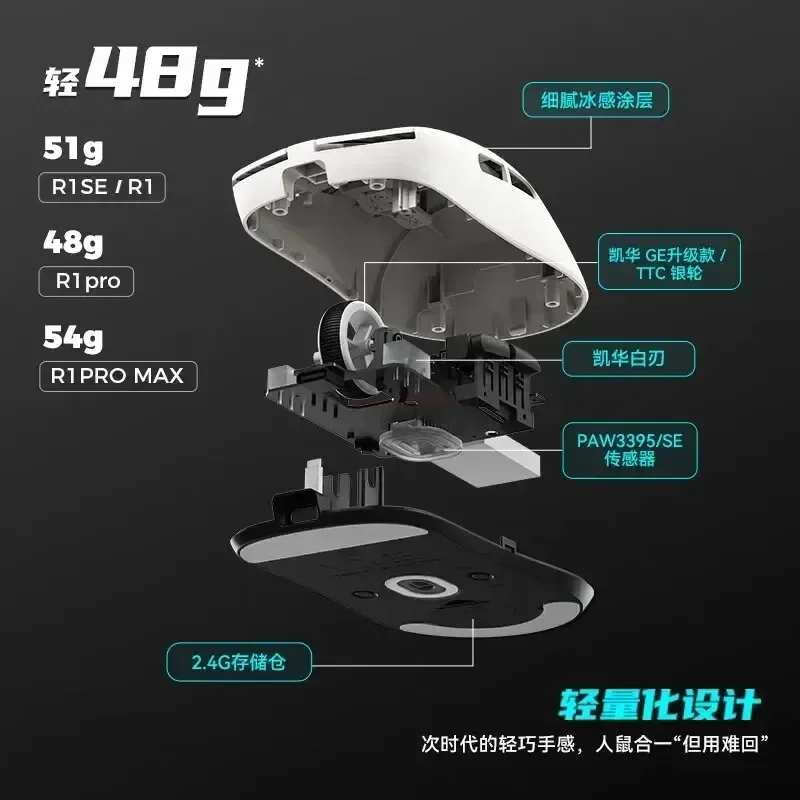 轻48g*
51g
R1SE / R1
48g
R1pro
54g
R1PRO MAX
细腻冰感涂层
凯华 GE升级款 /
TTC 银轮
凯华白刃
PAW3395/SE
传感器
2.4G存储仓
轻量化设计
次时代的轻巧手感，人鼠合一“但用难回”